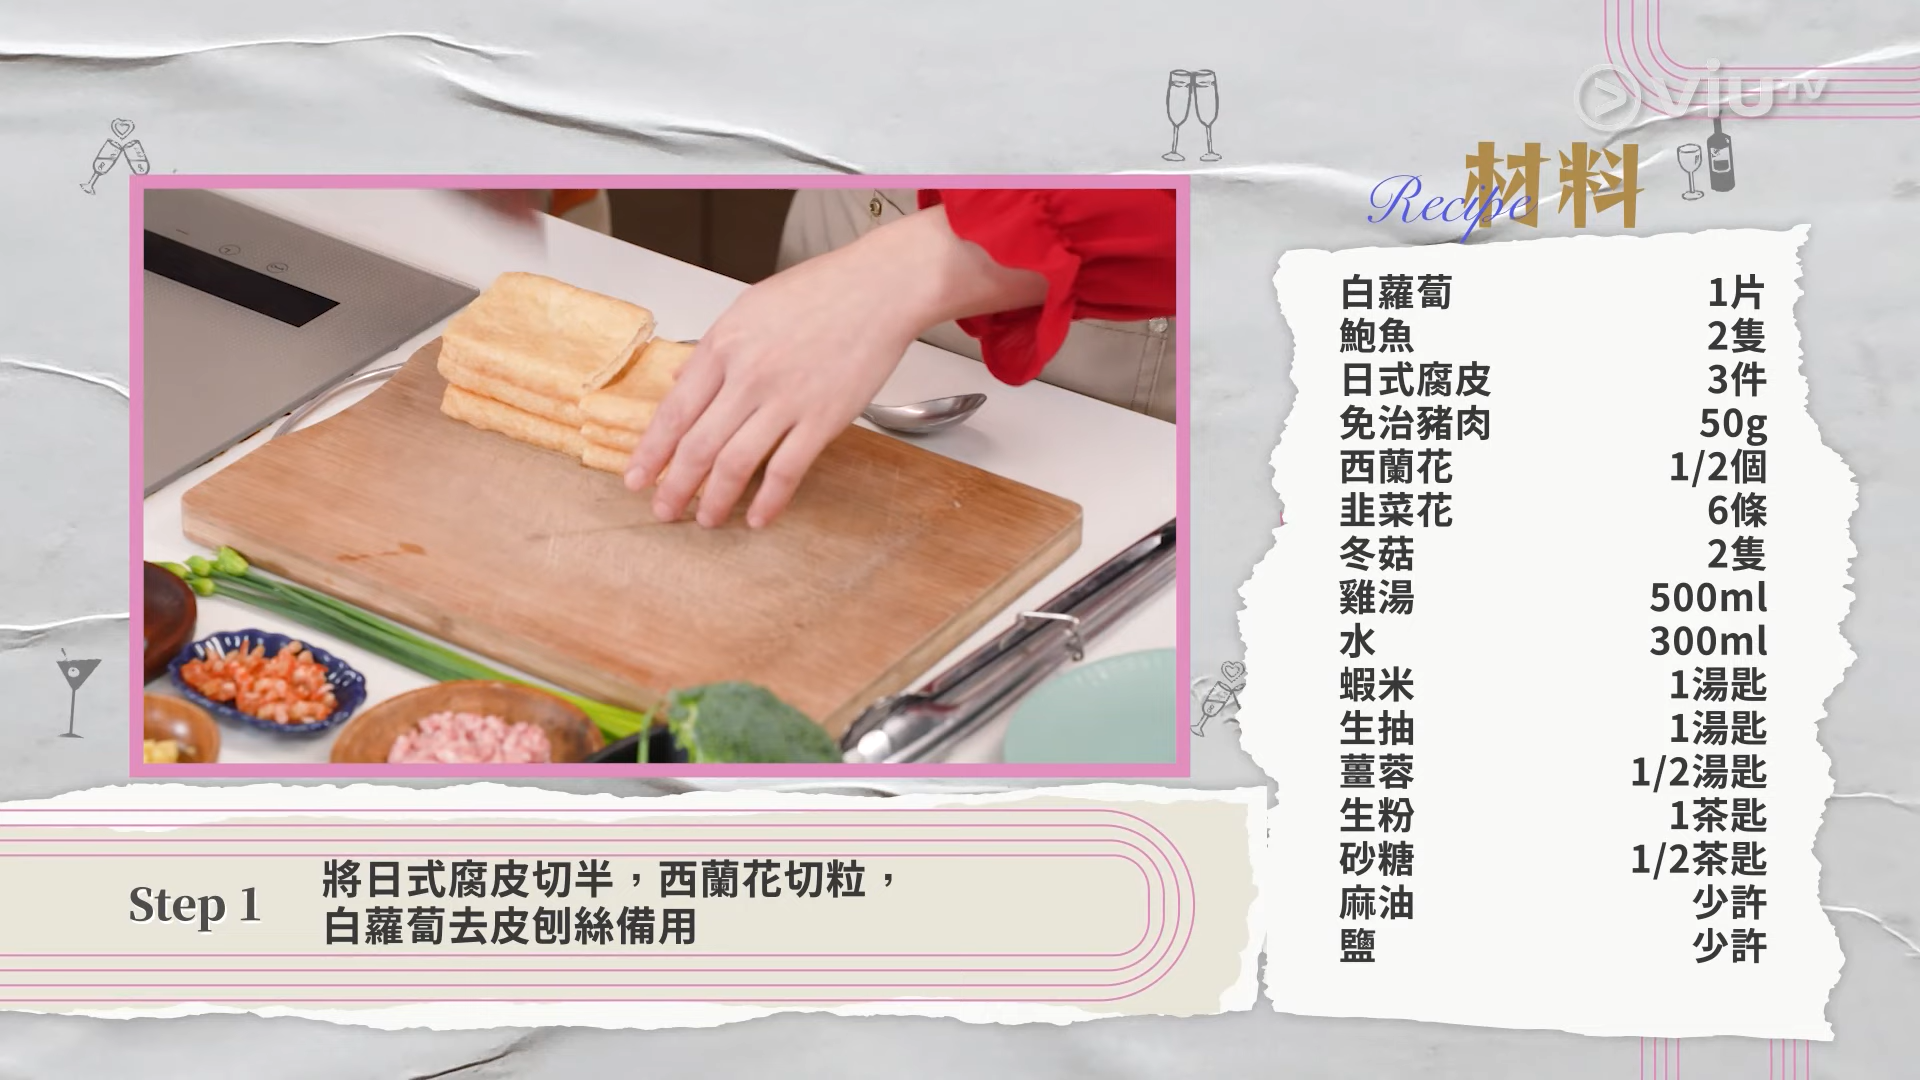 viu TV
Recipe 材料
白蘿蔔 1片
鮑魚 2隻
日式腐皮 3件
免治豬肉 50g
西蘭花 1/2個
韭菜花 6條
冬菇 2隻
雞湯 500ml
水 300ml
蝦米 1湯匙
生抽 1湯匙
薑蓉 1/2湯匙
生粉 1茶匙
砂糖 1/2茶匙
麻油 少許
鹽 少許
Step 1
將日式腐皮切半，西蘭花切粒，
白蘿蔔去皮刨絲備用